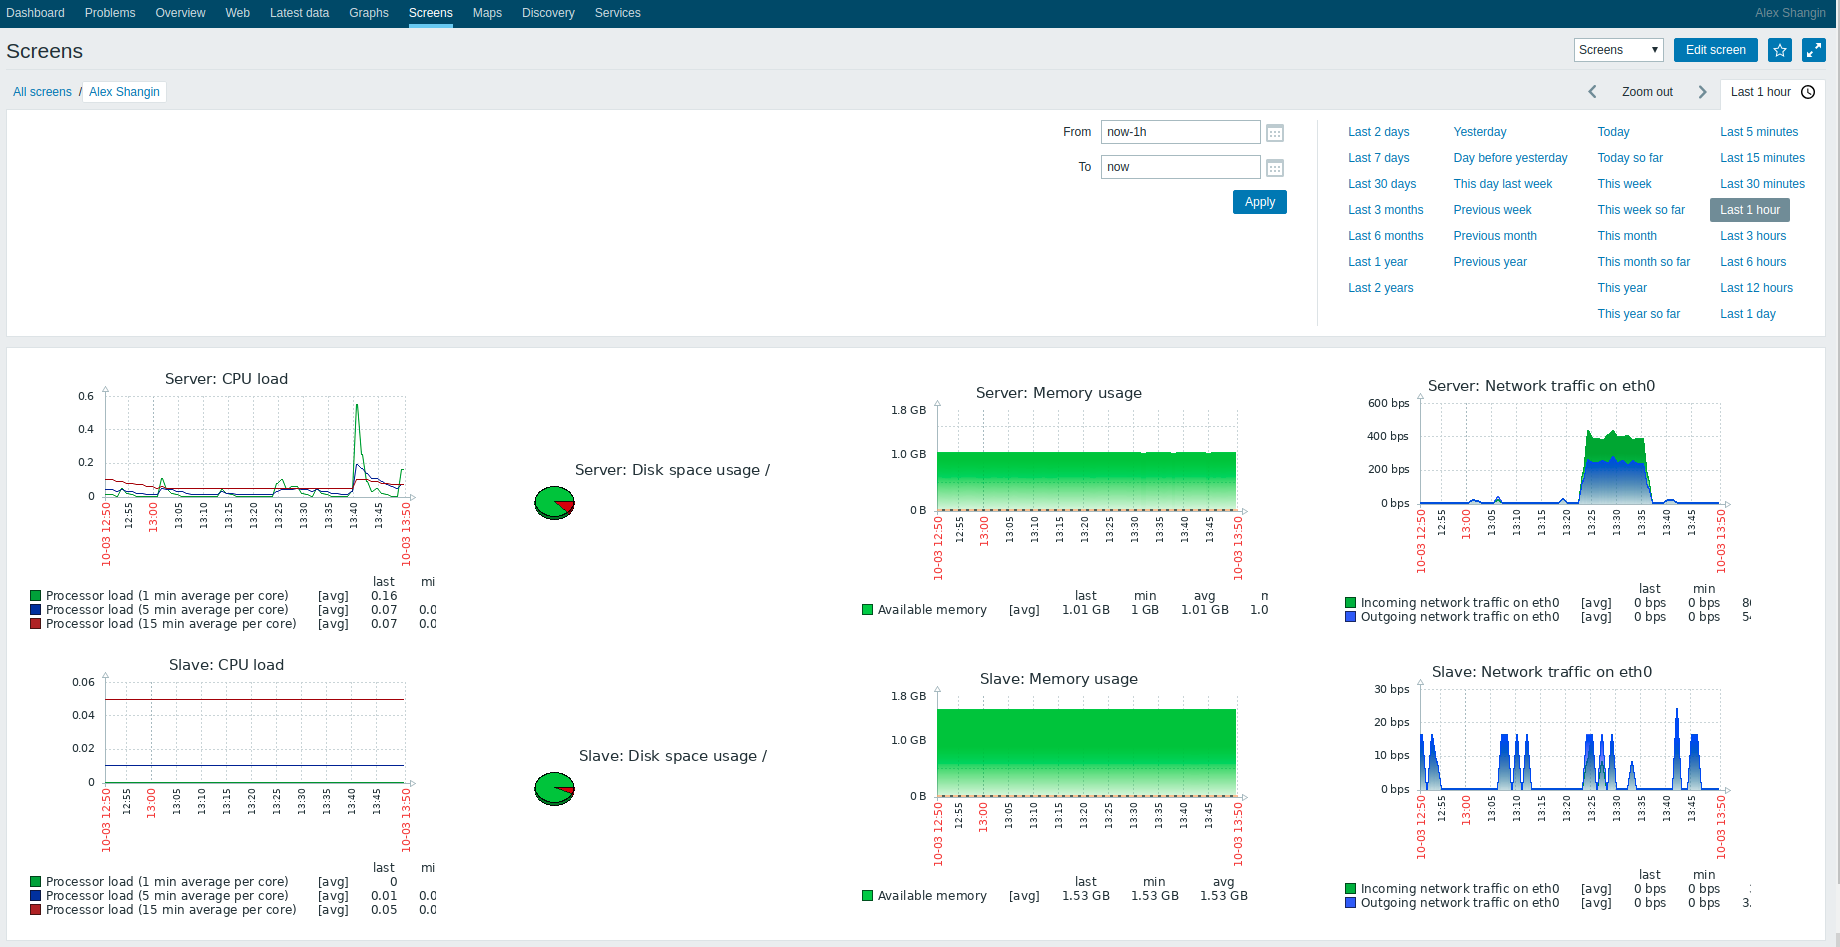 Dashboard Problems Overview Web Latest data Graphs Screens Maps Discovery Services Alex Shangin
Screens
Screens Edit screen
All screens / Alex Shangin
Zoom out Last 1 hour
From now-1h
To now
Apply
Last 2 days Yesterday Today Last 5 minutes
Last 7 days Day before yesterday Today so far Last 15 minutes
Last 30 days This day last week This week Last 30 minutes
Last 3 months Previous week This week so far Last 1 hour
Last 6 months Previous month This month Last 3 hours
Last 1 year Previous year This month so far Last 6 hours
Last 2 years This year Last 12 hours
This year so far Last 1 day
Server: CPU load
0.6
0.4
0.2
0
10-03 12:50 12:55 13:00 13:05 13:10 13:15 13:20 13:25 13:30 13:35 13:40 13:45 10-03 13:50
last mi
Processor load (1 min average per core) [avg] 0.16
Processor load (5 min average per core) [avg] 0.07 0.0
Processor load (15 min average per core) [avg] 0.07 0.0
Server: Disk space usage /
Server: Memory usage
1.8 GB
1.0 GB
0 B
10-03 12:50 12:55 13:00 13:05 13:10 13:15 13:20 13:25 13:30 13:35 13:40 13:45 10-03 13:50
last min avg
Available memory [avg] 1.01 GB 1 GB 1.01 GB 1.0
Server: Network traffic on eth0
600 bps
400 bps
200 bps
0 bps
10-03 12:50 12:55 13:00 13:05 13:10 13:15 13:20 13:25 13:30 13:35 13:40 13:45 10-03 13:50
last min
Incoming network traffic on eth0 [avg] 0 bps 0 bps
Outgoing network traffic on eth0 [avg] 0 bps 0 bps
Slave: CPU load
0.06
0.04
0.02
0
10-03 12:50 12:55 13:00 13:05 13:10 13:15 13:20 13:25 13:30 13:35 13:40 13:45 10-03 13:50
last mi
Processor load (1 min average per core) [avg] 0
Processor load (5 min average per core) [avg] 0.01 0.0
Processor load (15 min average per core) [avg] 0.05 0.0
Slave: Disk space usage /
Slave: Memory usage
1.8 GB
1.0 GB
0 B
10-03 12:50 12:55 13:00 13:05 13:10 13:15 13:20 13:25 13:30 13:35 13:40 13:45 10-03 13:50
last min avg
Available memory [avg] 1.53 GB 1.53 GB 1.53 GB
Slave: Network traffic on eth0
30 bps
20 bps
10 bps
0 bps
10-03 12:50 12:55 13:00 13:05 13:10 13:15 13:20 13:25 13:30 13:35 13:40 13:45 10-03 13:50
last min
Incoming network traffic on eth0 [avg] 0 bps 0 bps
Outgoing network traffic on eth0 [avg] 0 bps 0 bps 3.